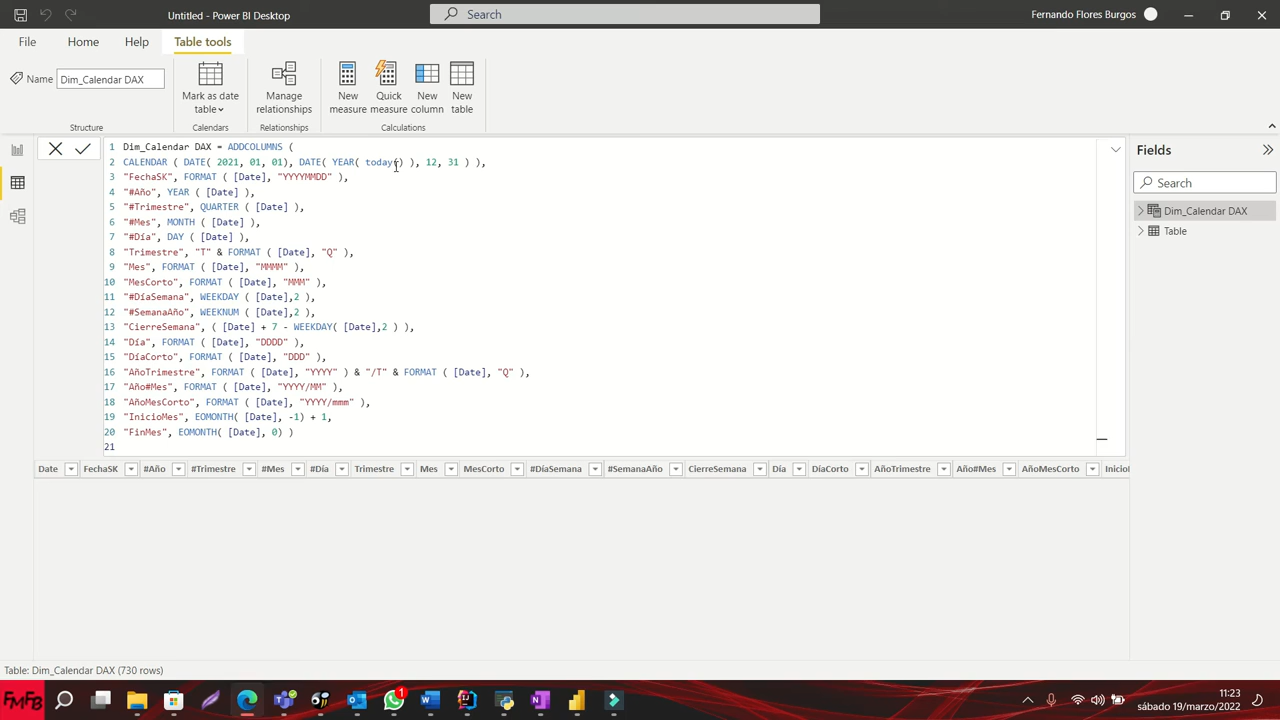 Untitled - Power BI Desktop
Search
Fernando Flores Burgos
File
Home
Help
Table tools
Name
Dim_Calendar DAX
Mark as date table
Manage relationships
New measure
Quick measure
New column
New table
Structure
Calendars
Relationships
Calculations
1 Dim_Calendar DAX = ADDCOLUMNS (
2 CALENDAR ( DATE( 2021, 01, 01), DATE( YEAR( today() ), 12, 31 ) ),
3 "FechaSK", FORMAT ( [Date], "YYYYMMDD" ),
4 "#Año", YEAR ( [Date] ),
5 "#Trimestre", QUARTER ( [Date] ),
6 "#Mes", MONTH ( [Date] ),
7 "#Día", DAY ( [Date] ),
8 "Trimestre", "T" & FORMAT ( [Date], "Q" ),
9 "Mes", FORMAT ( [Date], "MMMM" ),
10 "MesCorto", FORMAT ( [Date], "MMM" ),
11 "#DíaSemana", WEEKDAY ( [Date],2 ),
12 "#SemanaAño", WEEKNUM ( [Date],2 ),
13 "CierreSemana", ( [Date] + 7 - WEEKDAY( [Date],2 ) ),
14 "Día", FORMAT ( [Date], "DDDD" ),
15 "DíaCorto", FORMAT ( [Date], "DDD" ),
16 "AñoTrimestre", FORMAT ( [Date], "YYYY" ) & "/T" & FORMAT ( [Date], "Q" ),
17 "Año#Mes", FORMAT ( [Date], "YYYY/MM" ),
18 "AñoMesCorto", FORMAT ( [Date], "YYYY/mmm" ),
19 "InicioMes", EOMONTH( [Date], -1) + 1,
20 "FinMes", EOMONTH( [Date], 0) )
21
Date FechaSK #Año #Trimestre #Mes #Día Trimestre Mes MesCorto #DíaSemana #SemanaAño CierreSemana Día DíaCorto AñoTrimestre Año#Mes AñoMesCorto
Fields
Search
Dim_Calendar DAX
Table
Table: Dim_Calendar DAX (730 rows)
FMFB
1
11:23
sábado 19/marzo/2022